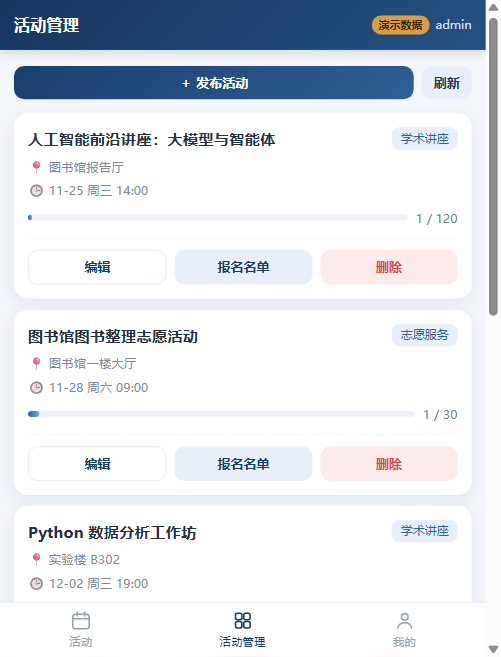 活动管理
演示数据 admin
+ 发布活动 刷新
人工智能前沿讲座：大模型与智能体 学术讲座
图书馆报告厅
11-25 周三 14:00
1 / 120
编辑 报名名单 删除
图书馆图书整理志愿活动 志愿服务
图书馆一楼大厅
11-28 周六 09:00
1 / 30
编辑 报名名单 删除
Python 数据分析工作坊 学术讲座
实验楼 B302
12-02 周三 19:00
活动 活动管理 我的